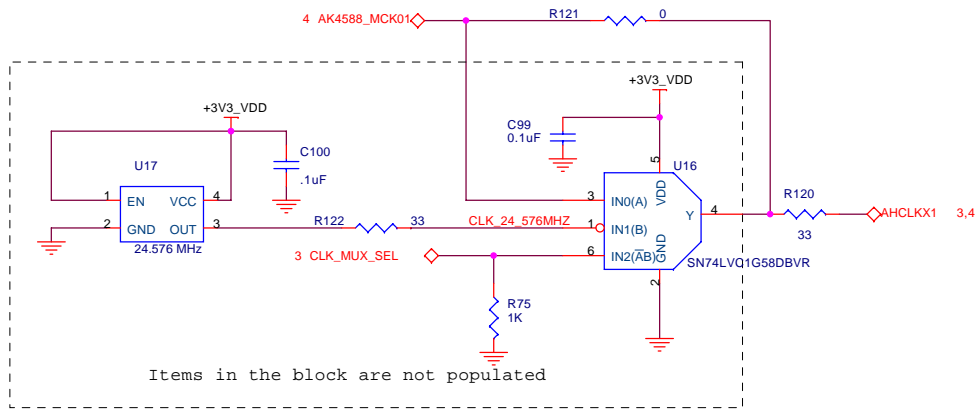 4 AK4588_MCK01
R121
0
+3V3_VDD
+3V3_VDD
C99
0.1uF
C100
.1uF
U17
U16
1 EN VCC 4
2 GND OUT 3
24.576 MHz
R122
33
CLK_24_576MHZ
3 CLK_MUX_SEL
3 IN0(A)
1 IN1(B)
6 IN2(A̅B)
5 VDD
Y 4
GND 2
SN74LVC1G58DBVR
R120
33
AHCLKX1 3,4
R75
1K
Items in the block are not populated